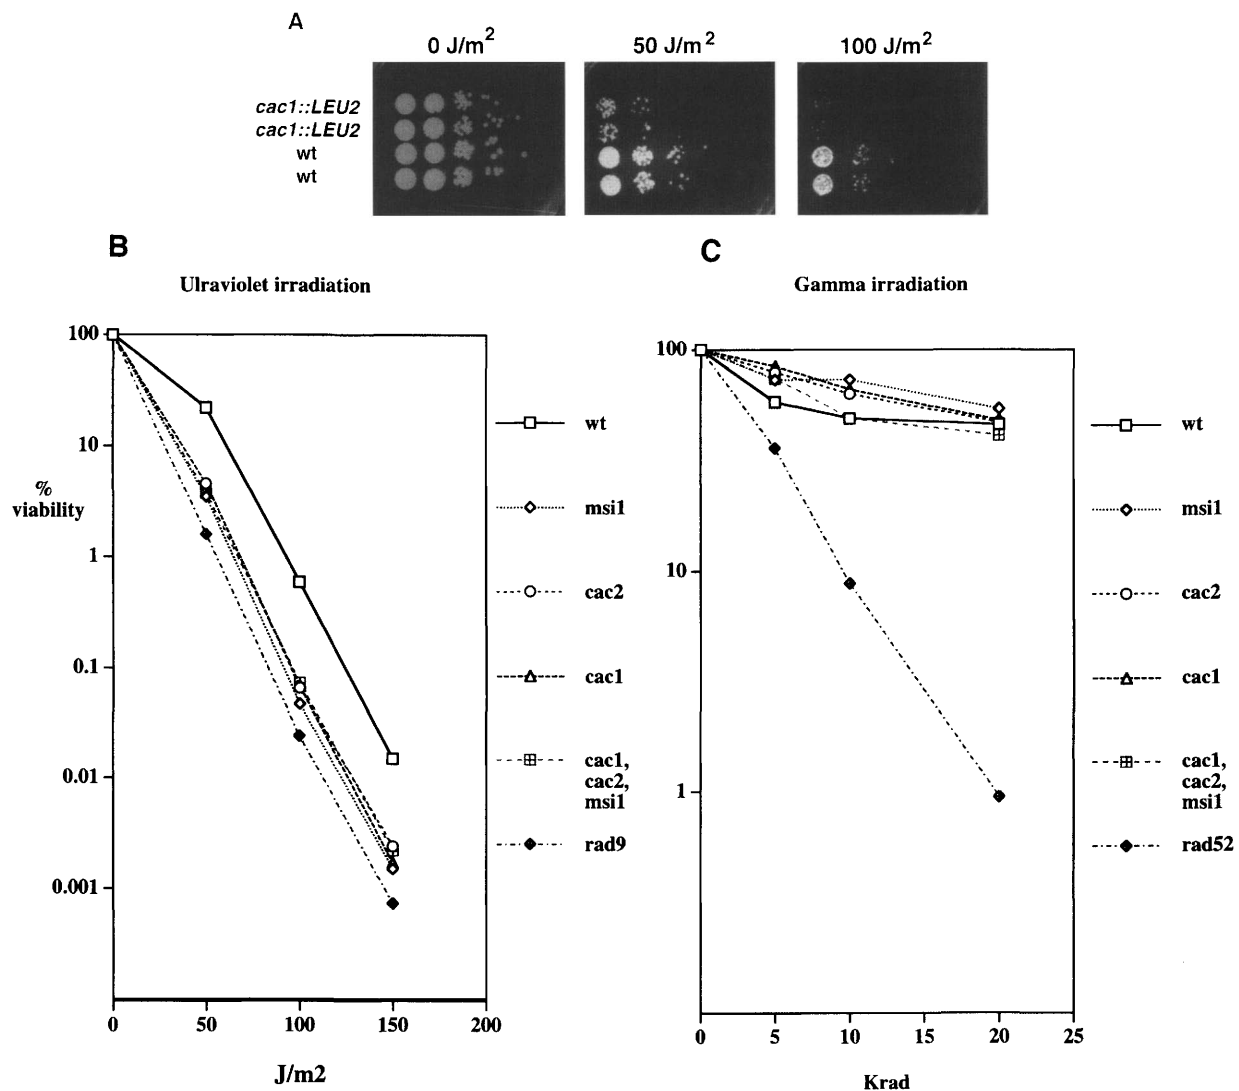 A
0 J/m2
50 J/m2
100 J/m2
cac1::LEU2
cac1::LEU2
wt
wt
B
Ulraviolet irradiation
100
10
%
viability
1
0.1
0.01
0.001
0
50
100
150
200
J/m2
wt
msi1
cac2
cac1
cac1,
cac2,
msi1
rad9
C
Gamma irradiation
100
10
1
0
5
10
15
20
25
Krad
wt
msi1
cac2
cac1
cac1,
cac2,
msi1
rad52